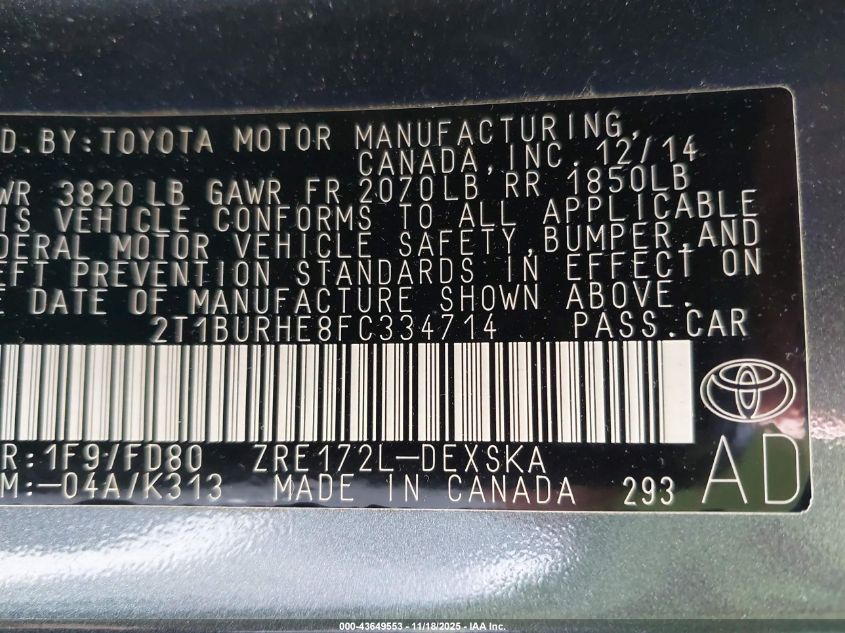 D. BY: TOYOTA MOTOR MANUFACTURING,
CANADA, INC. 12/14
WR 3820 LB GAWR FR 2070LB RR 1850LB
IS VEHICLE CONFORMS TO ALL APPLICABLE
DERAL MOTOR VEHICLE SAFETY, BUMPER, AND
EFT PREVENTION STANDARDS IN EFFECT ON
E DATE OF MANUFACTURE SHOWN ABOVE.
2T1BURHE8FC334714 PASS.CAR
R:1F9/FD80 ZRE172L-DEXSKA
M:-04A/K313 MADE IN CANADA 293 AD
000-43649553 — 11/18/2025 — IAA Inc.